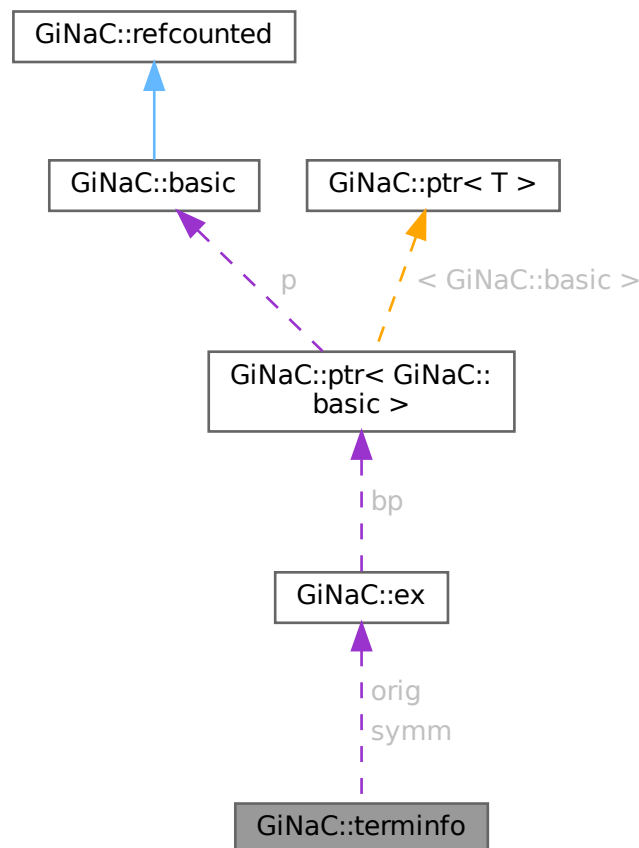 GiNaC::refcounted
GiNaC::basic
GiNaC::ptr< T >
p
< GiNaC::basic >
GiNaC::ptr< GiNaC::
basic >
bp
GiNaC::ex
orig
symm
GiNaC::terminfo